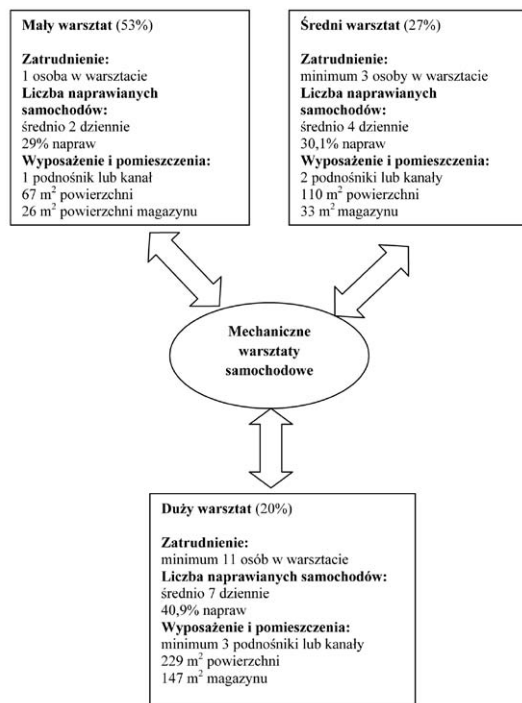 Mały warsztat (53%)
Zatrudnienie:
1 osoba w warsztacie
Liczba naprawianych
samochodów:
średnio 2 dziennie
29% napraw
Wyposażenie i pomieszczenia:
1 podnośnik lub kanał
67 m² powierzchni
26 m² powierzchni magazynu
Średni warsztat (27%)
Zatrudnienie:
minimum 3 osoby w warsztacie
Liczba naprawianych
samochodów:
średnio 4 dziennie
30,1% napraw
Wyposażenie i pomieszczenia:
2 podnośniki lub kanały
110 m² powierzchni
33 m² magazynu
Mechaniczne
warsztaty
samochodowe
Duży warsztat (20%)
Zatrudnienie:
minimum 11 osób w warsztacie
Liczba naprawianych samochodów:
średnio 7 dziennie
40,9% napraw
Wyposażenie i pomieszczenia:
minimum 3 podnośniki lub kanały
229 m² powierzchni
147 m² magazynu